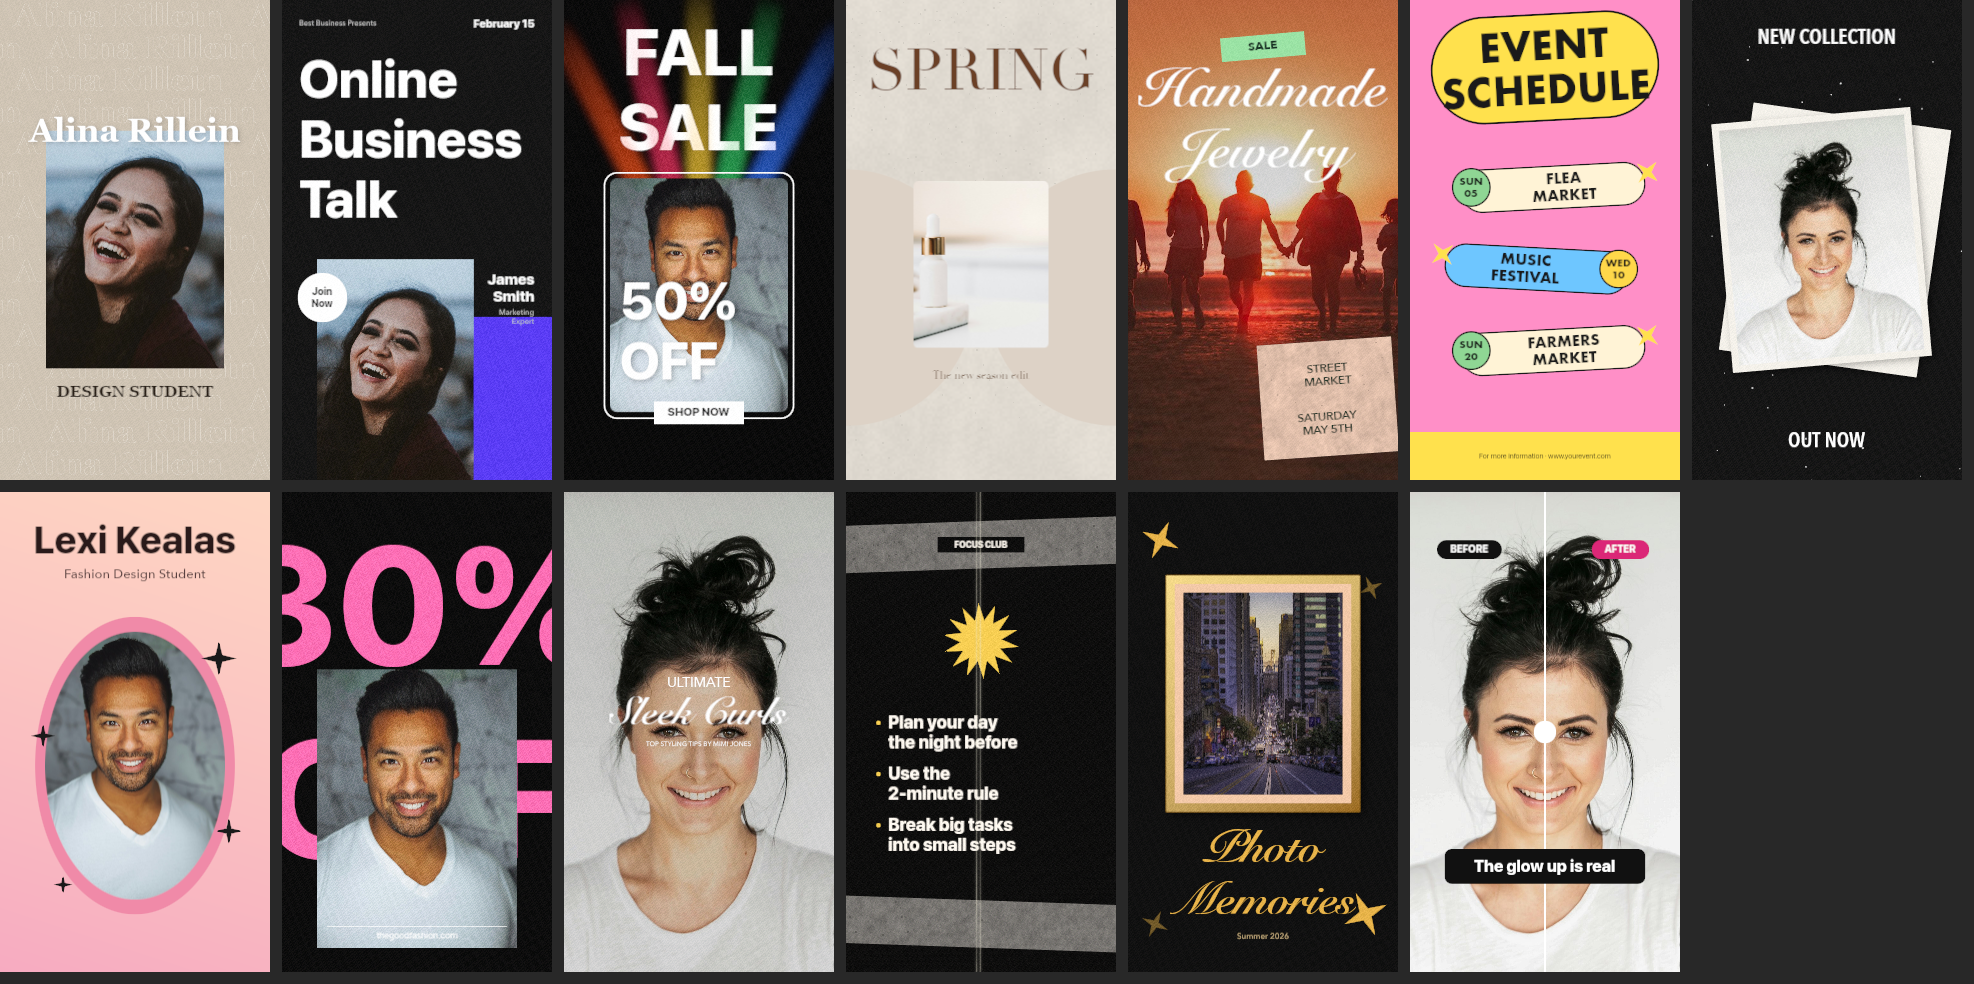 Alina Rillein
DESIGN STUDENT
Best Business Presents
February 15
Online
Business
Talk
Join
Now
James
Smith
Marketing
Expert
FALL
SALE
50%
OFF
SHOP NOW
SPRING
The new season edit
SALE
Handmade
Jewelry
STREET
MARKET
SATURDAY
MAY 5TH
EVENT
SCHEDULE
SUN
05
FLEA
MARKET
MUSIC
FESTIVAL
WED
10
SUN
20
FARMERS
MARKET
For more information · www.yourevent.com
NEW COLLECTION
OUT NOW
Lexi Kealas
Fashion Design Student
30%
thegoodfashion.com
ULTIMATE
Sleek Curls
TOP STYLING TIPS BY MIMI JONES
FOCUS CLUB
Plan your day
the night before
Use the
2-minute rule
Break big tasks
into small steps
Photo
Memories
Summer 2026
BEFORE
AFTER
The glow up is real